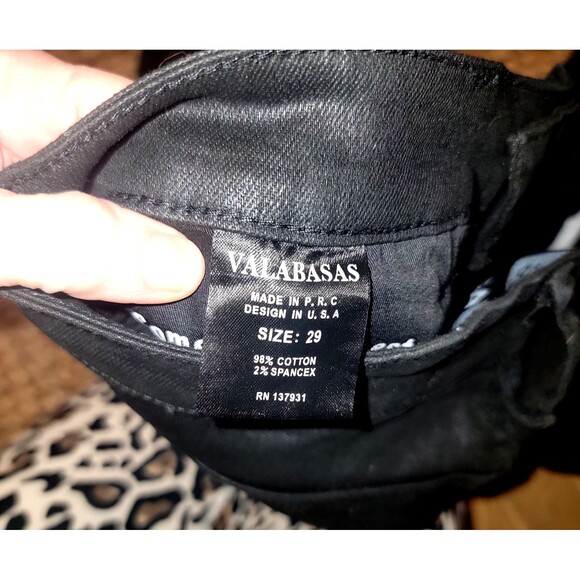 VALABASAS
MADE IN P.R.C
DESIGN IN U.S.A
SIZE: 29
98% COTTON
2% SPANCEX
RN 137931